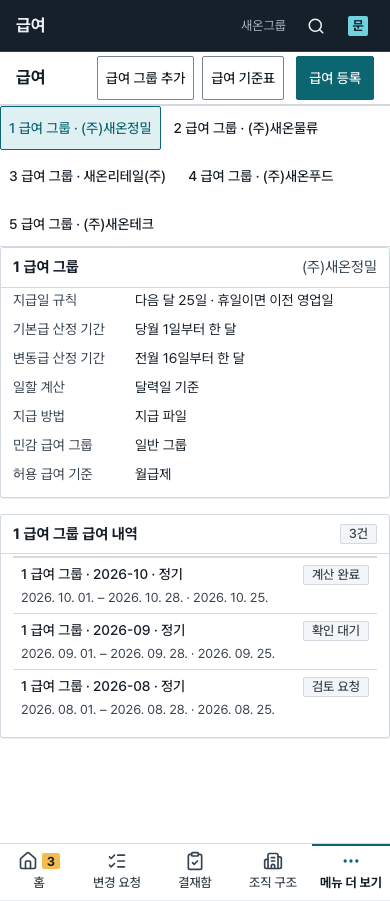 급여 새온그룹 문
급여 급여 그룹 추가 급여 기준표 급여 등록
1 급여 그룹 · (주)새온정밀 2 급여 그룹 · (주)새온물류
3 급여 그룹 · 새온리테일(주) 4 급여 그룹 · (주)새온푸드
5 급여 그룹 · (주)새온테크
1 급여 그룹 (주)새온정밀
지급일 규칙 다음 달 25일 · 휴일이면 이전 영업일
기본급 산정 기간 당월 1일부터 한 달
변동급 산정 기간 전월 16일부터 한 달
일할 계산 달력일 기준
지급 방법 지급 파일
민감 급여 그룹 일반 그룹
허용 급여 기준 월급제
1 급여 그룹 급여 내역 3건
1 급여 그룹 · 2026-10 · 정기 계산 완료
2026. 10. 01. – 2026. 10. 28. · 2026. 10. 25.
1 급여 그룹 · 2026-09 · 정기 확인 대기
2026. 09. 01. – 2026. 09. 28. · 2026. 09. 25.
1 급여 그룹 · 2026-08 · 정기 검토 요청
2026. 08. 01. – 2026. 08. 28. · 2026. 08. 25.
3
홈 변경 요청 결재함 조직 구조 메뉴 더 보기